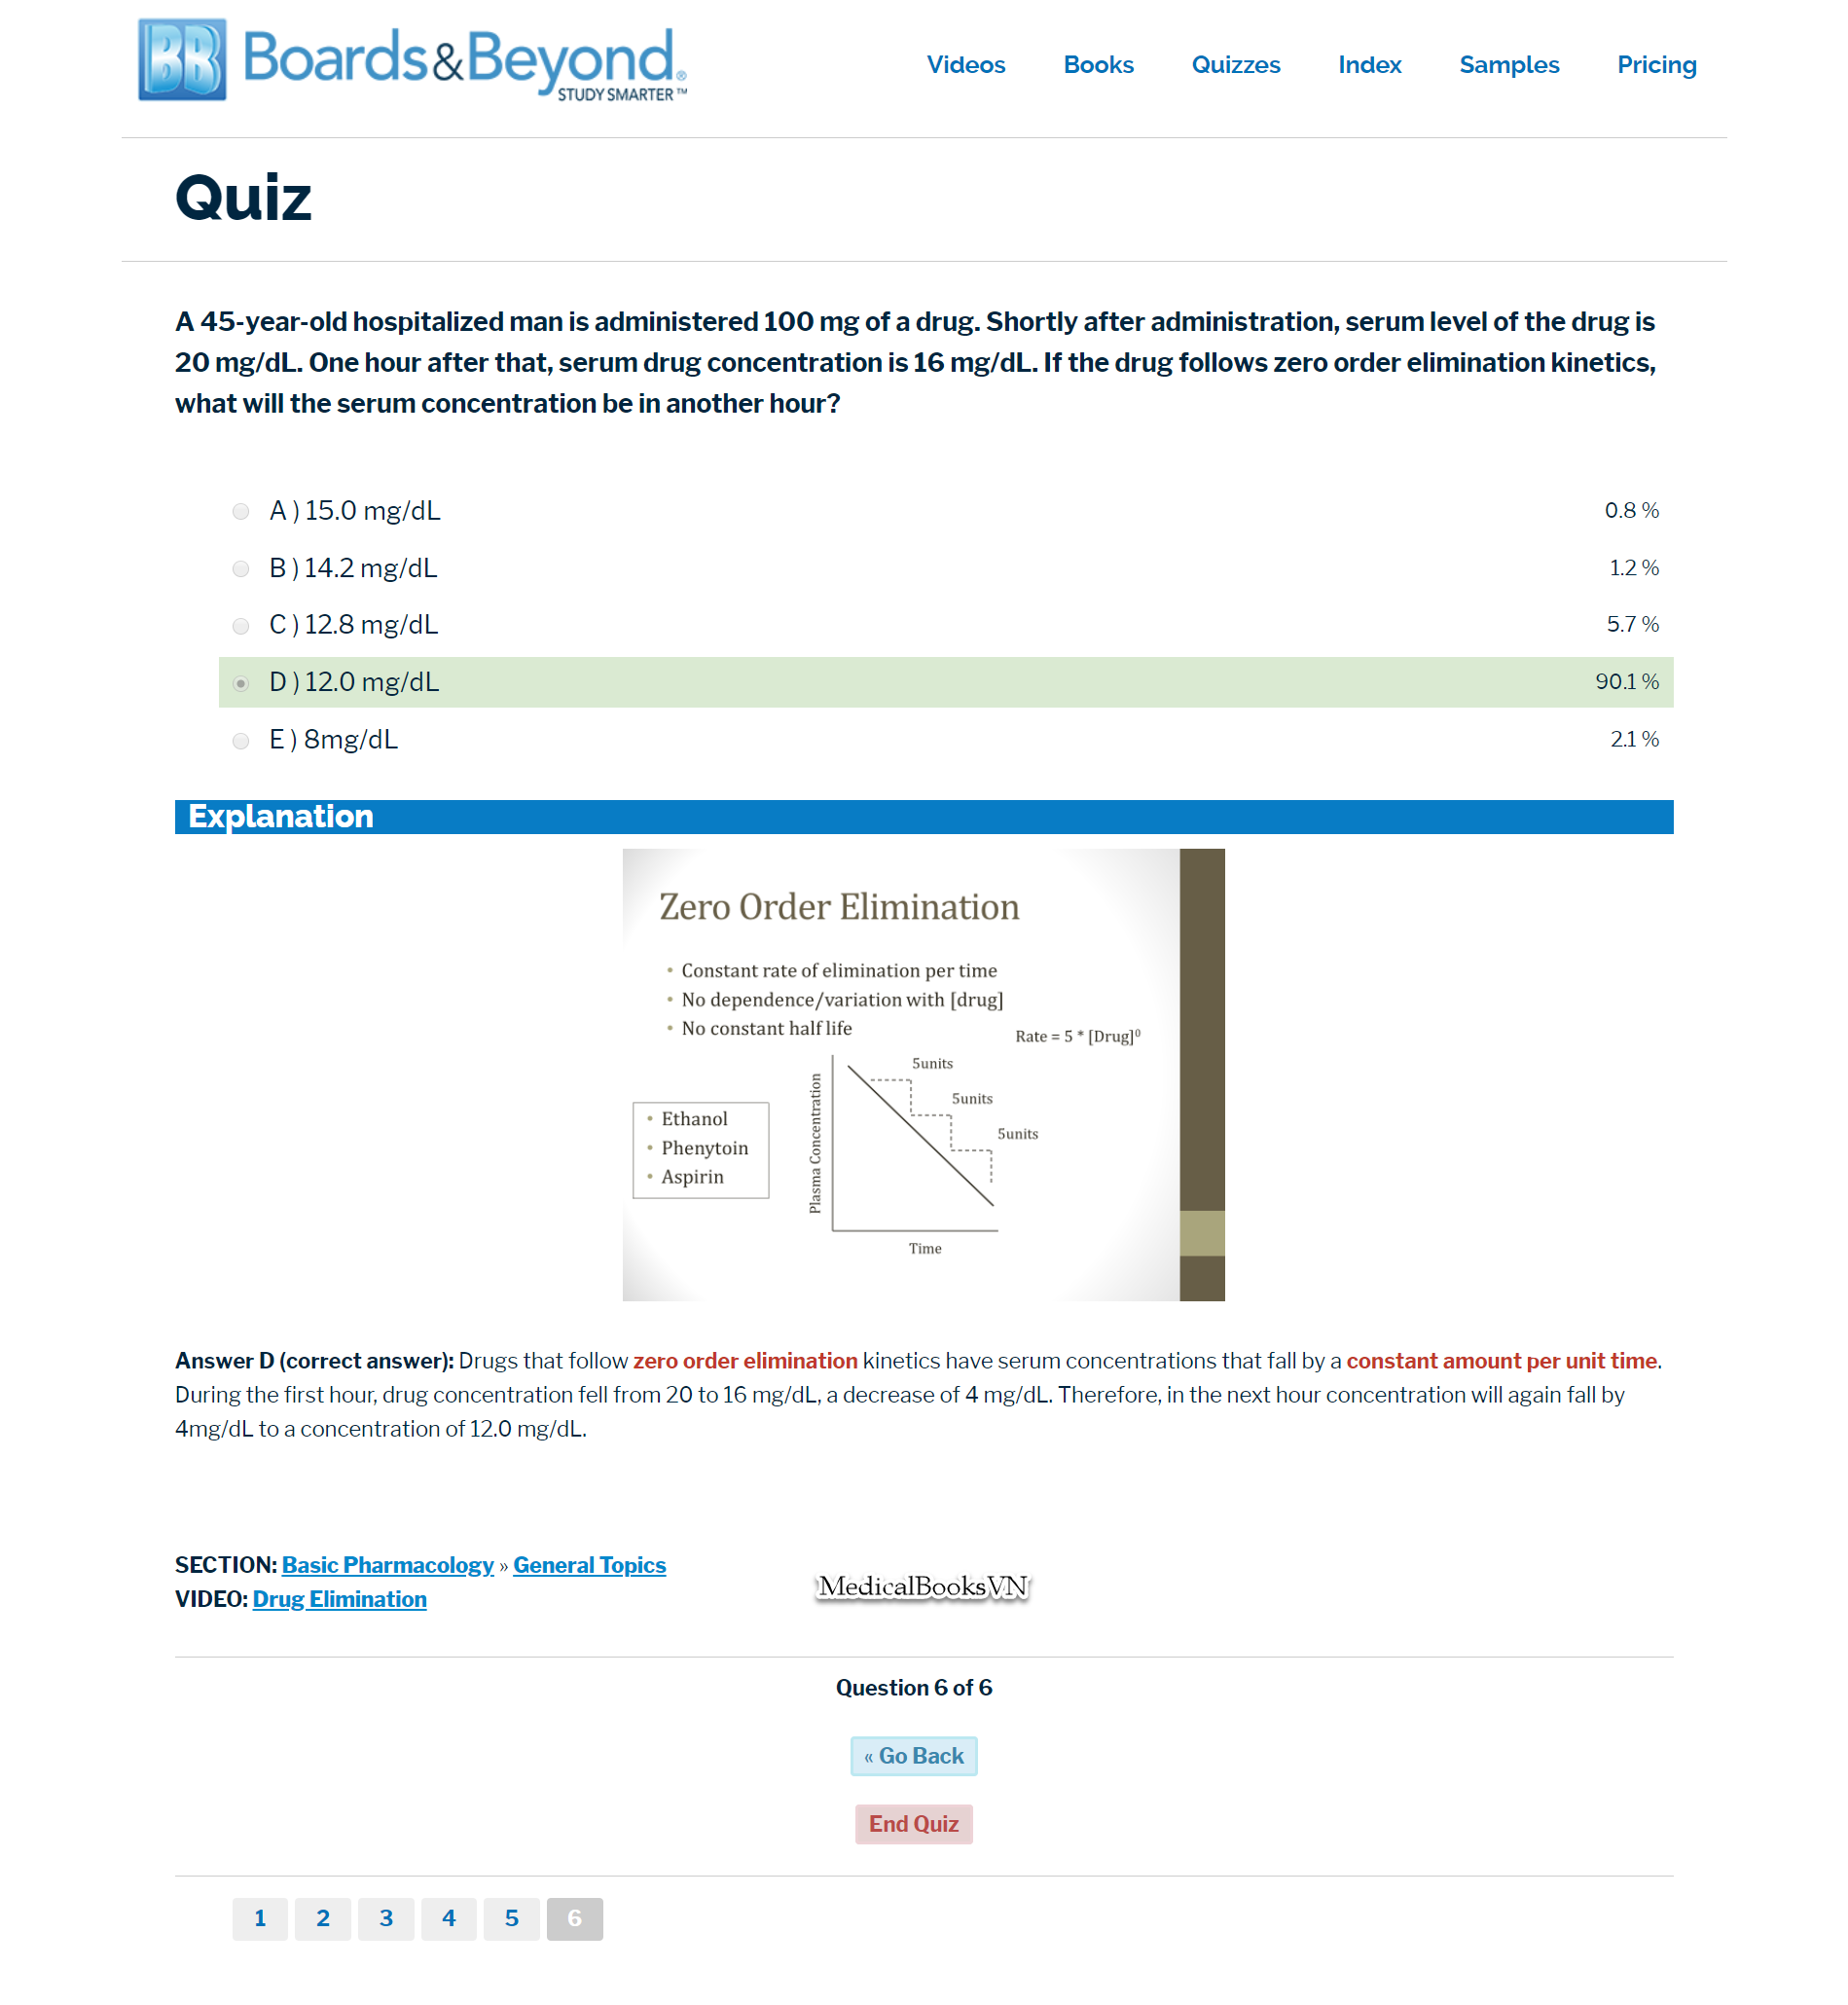 BB Boards&Beyond®
STUDY SMARTER™
Videos Books Quizzes Index Samples Pricing
Quiz
A 45-year-old hospitalized man is administered 100 mg of a drug. Shortly after administration, serum level of the drug is
20 mg/dL. One hour after that, serum drug concentration is 16 mg/dL. If the drug follows zero order elimination kinetics,
what will the serum concentration be in another hour?
A ) 15.0 mg/dL 0.8 %
B ) 14.2 mg/dL 1.2 %
C ) 12.8 mg/dL 5.7 %
D ) 12.0 mg/dL 90.1 %
E ) 8mg/dL 2.1 %
Explanation
Zero Order Elimination
• Constant rate of elimination per time
• No dependence/variation with [drug]
• No constant half life
Rate = 5 * [Drug]⁰
5units
5units
5units
• Ethanol
• Phenytoin
• Aspirin
Plasma Concentration
Time
Answer D (correct answer): Drugs that follow zero order elimination kinetics have serum concentrations that fall by a constant amount per unit time.
During the first hour, drug concentration fell from 20 to 16 mg/dL, a decrease of 4 mg/dL. Therefore, in the next hour concentration will again fall by
4mg/dL to a concentration of 12.0 mg/dL.
SECTION: Basic Pharmacology » General Topics
VIDEO: Drug Elimination
MedicalBooksVN
Question 6 of 6
« Go Back
End Quiz
1 2 3 4 5 6